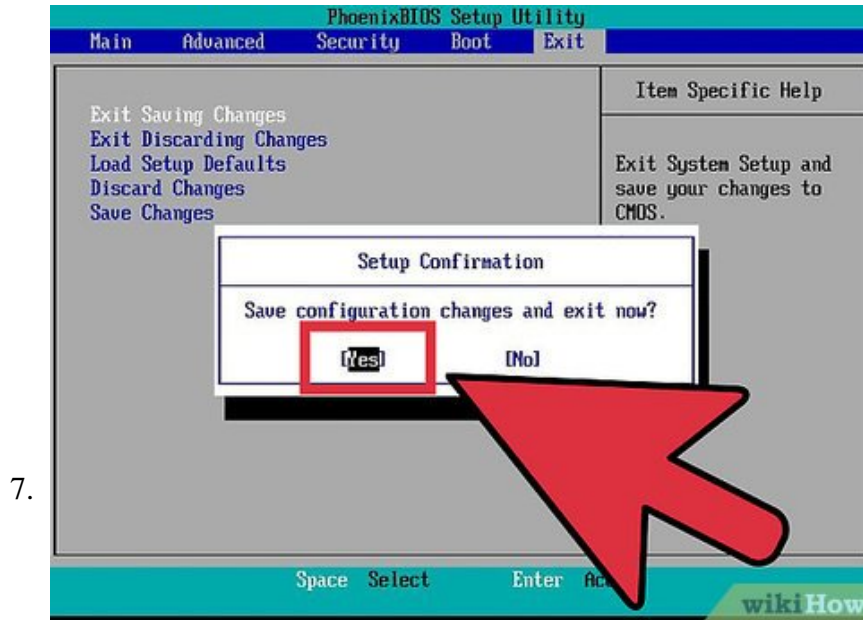 PhoenixBIOS Setup Utility
Main Advanced Security Boot Exit
Item Specific Help
Exit Saving Changes
Exit Discarding Changes
Load Setup Defaults
Discard Changes
Save Changes
Exit System Setup and
save your changes to
CMOS.
Setup Confirmation
Save configuration changes and exit now?
[Yes] [No]
7.
Space Select Enter
wikiHow